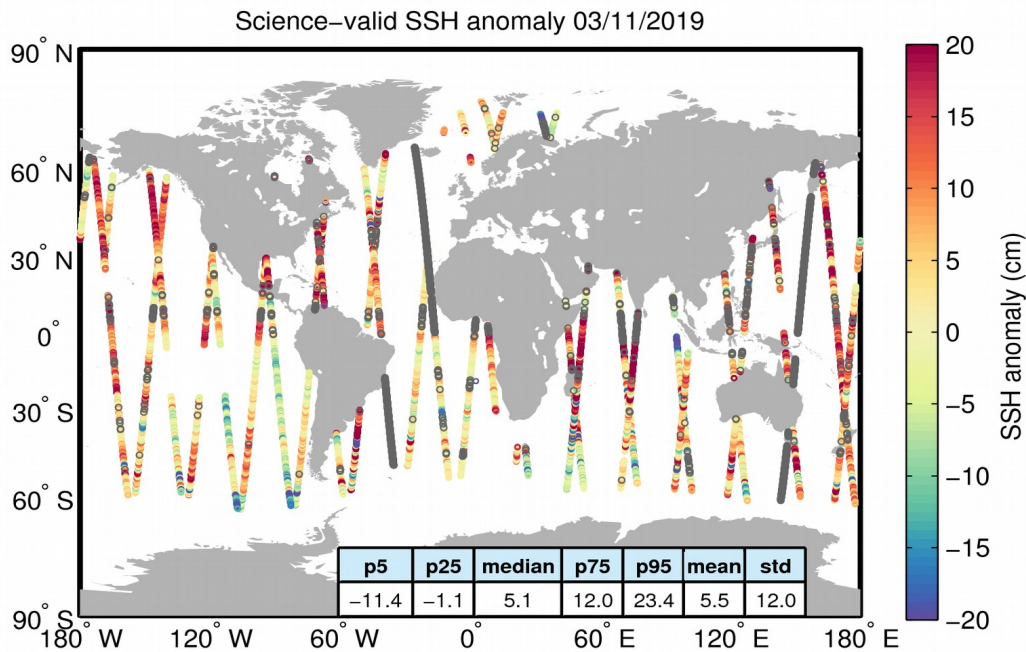 Science−valid SSH anomaly 03/11/2019
90° N
60° N
30° N
0°
30° S
60° S
90° S
180° W
120° W
60° W
0°
60° E
120° E
180° E
p5 p25 median p75 p95 mean std
−11.4 −1.1 5.1 12.0 23.4 5.5 12.0
20
15
10
5
0
−5
−10
−15
−20
SSH anomaly (cm)